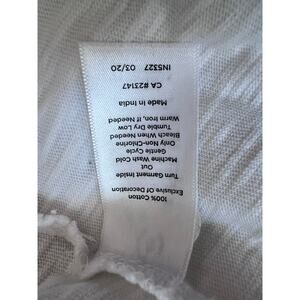 100% Cotton
Exclusive Of Decoration
Turn Garment Inside
Out
Machine Wash Cold
Gentle Cycle
Only Non-Chlorine
Bleach When Needed
Tumble Dry Low
Warm Iron, If Needed
Made in India
CA #23147
IN5327 03/20